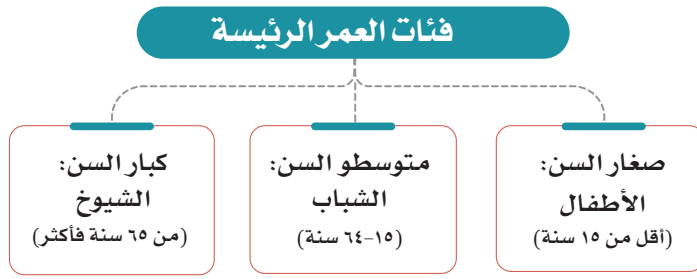 فئات العمر الرئيسة
صغار السن:
الأطفال
(أقل من ١٥ سنة)
متوسطو السن:
الشباب
(١٥-٦٤ سنة)
كبار السن:
الشيوخ
(من ٦٥ سنة فأكثر)